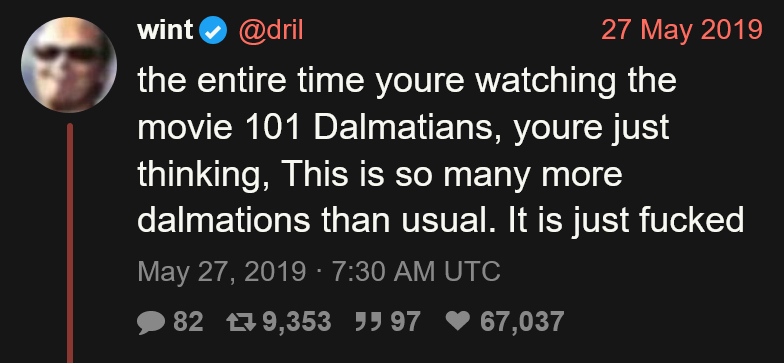 wint @dril 27 May 2019
the entire time youre watching the
movie 101 Dalmatians, youre just
thinking, This is so many more
dalmations than usual. It is just fucked
May 27, 2019 · 7:30 AM UTC
82 9,353 97 67,037